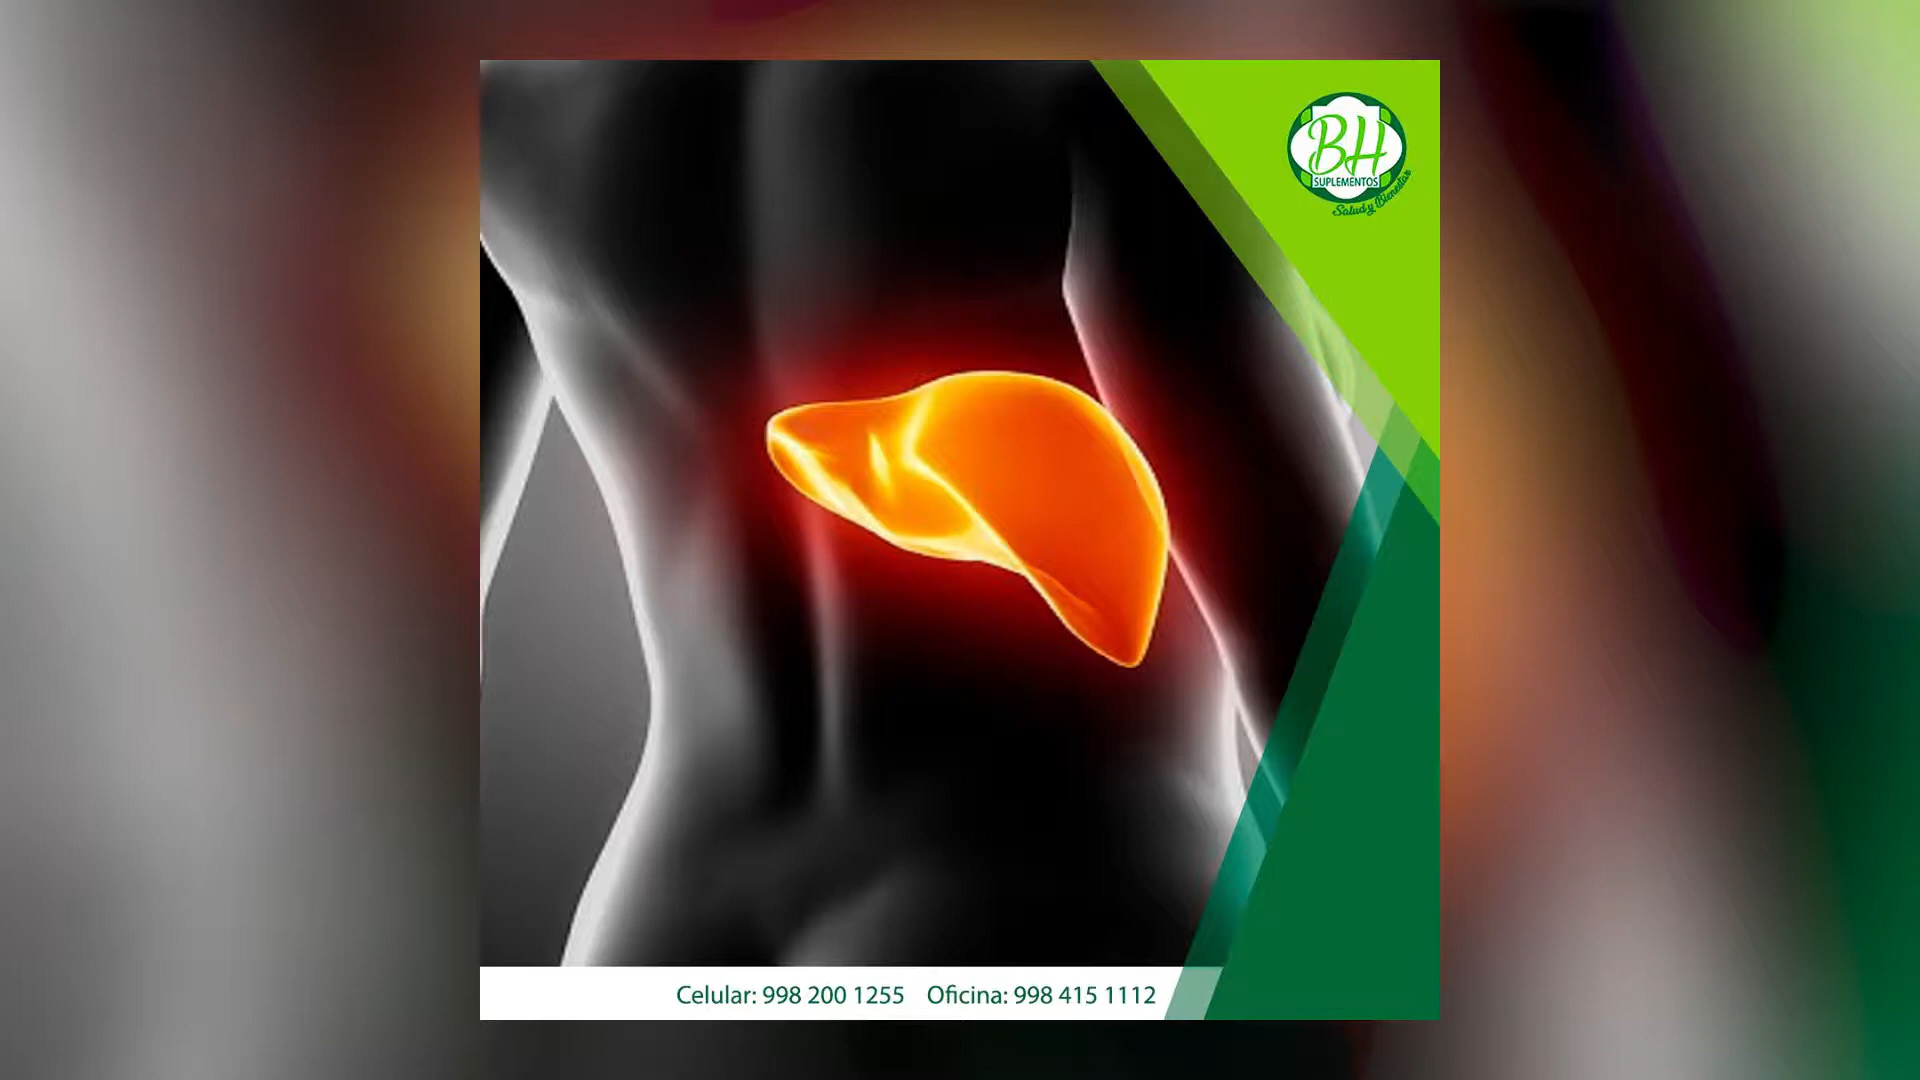 BH
SUPLEMENTOS
Salud y Bienestar
Celular: 998 200 1255 Oficina: 998 415 1112